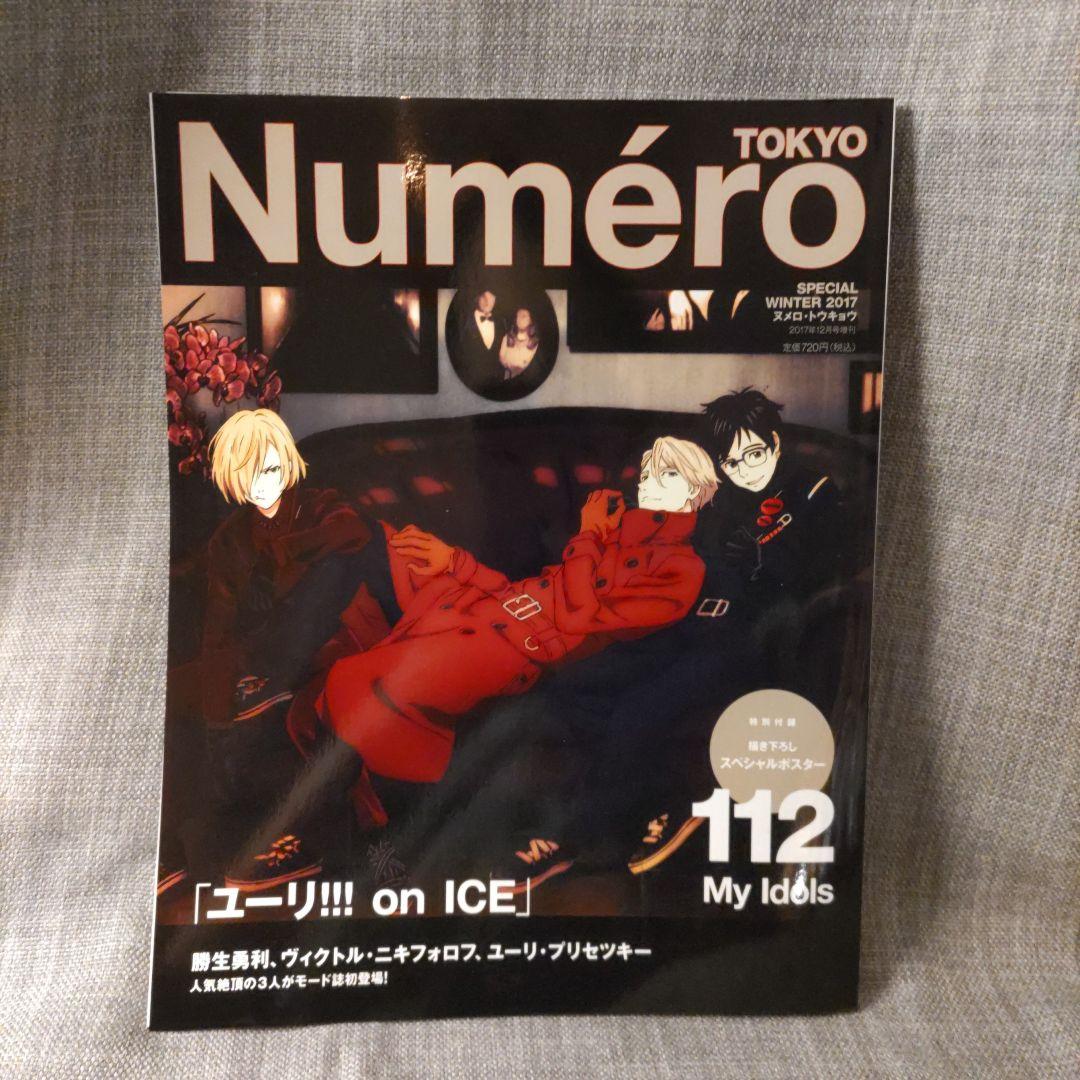 TOKYO
Numéro
SPECIAL
WINTER 2017
ヌメロ・トウキョウ
2017年12月号増刊
定価720円(税込)
特別付録
描き下ろし
スペシャルポスター
112
My Idols
「ユーリ!!! on ICE」
勝生勇利、ヴィクトル・ニキフォロフ、ユーリ・プリセツキー
人気絶頂の3人がモード誌初登場!